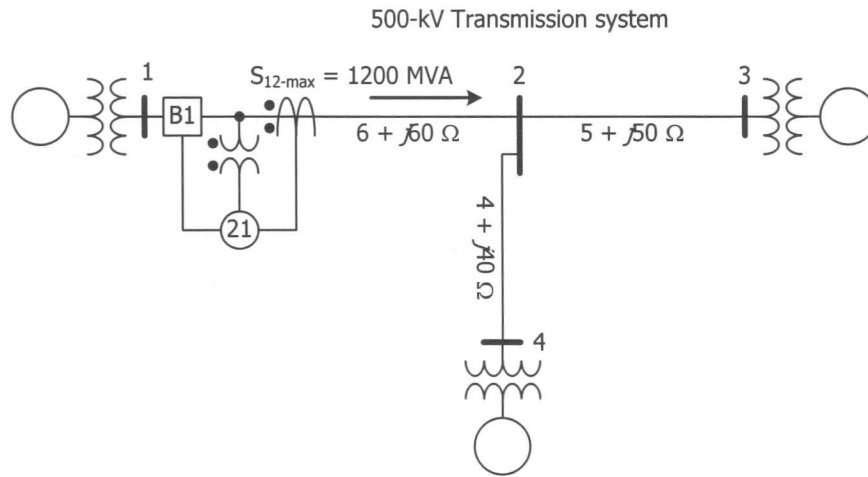 500-kV Transmission system
1
S12-max = 1200 MVA
2
3
B1
6 + j60 Ω
5 + j50 Ω
21
4 + j40 Ω
4